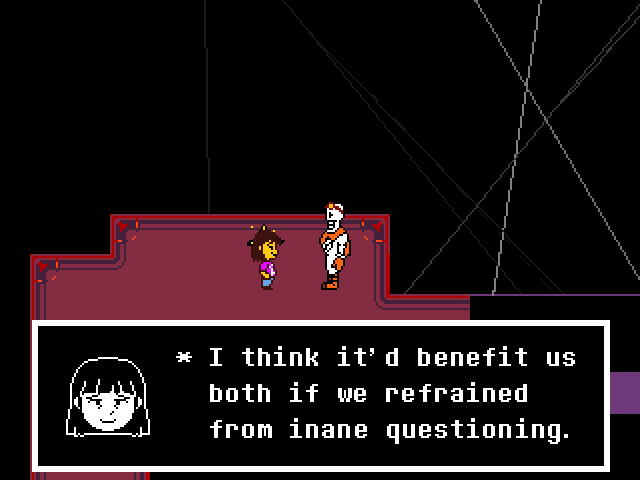 * I think it'd benefit us
both if we refrained
from inane questioning.